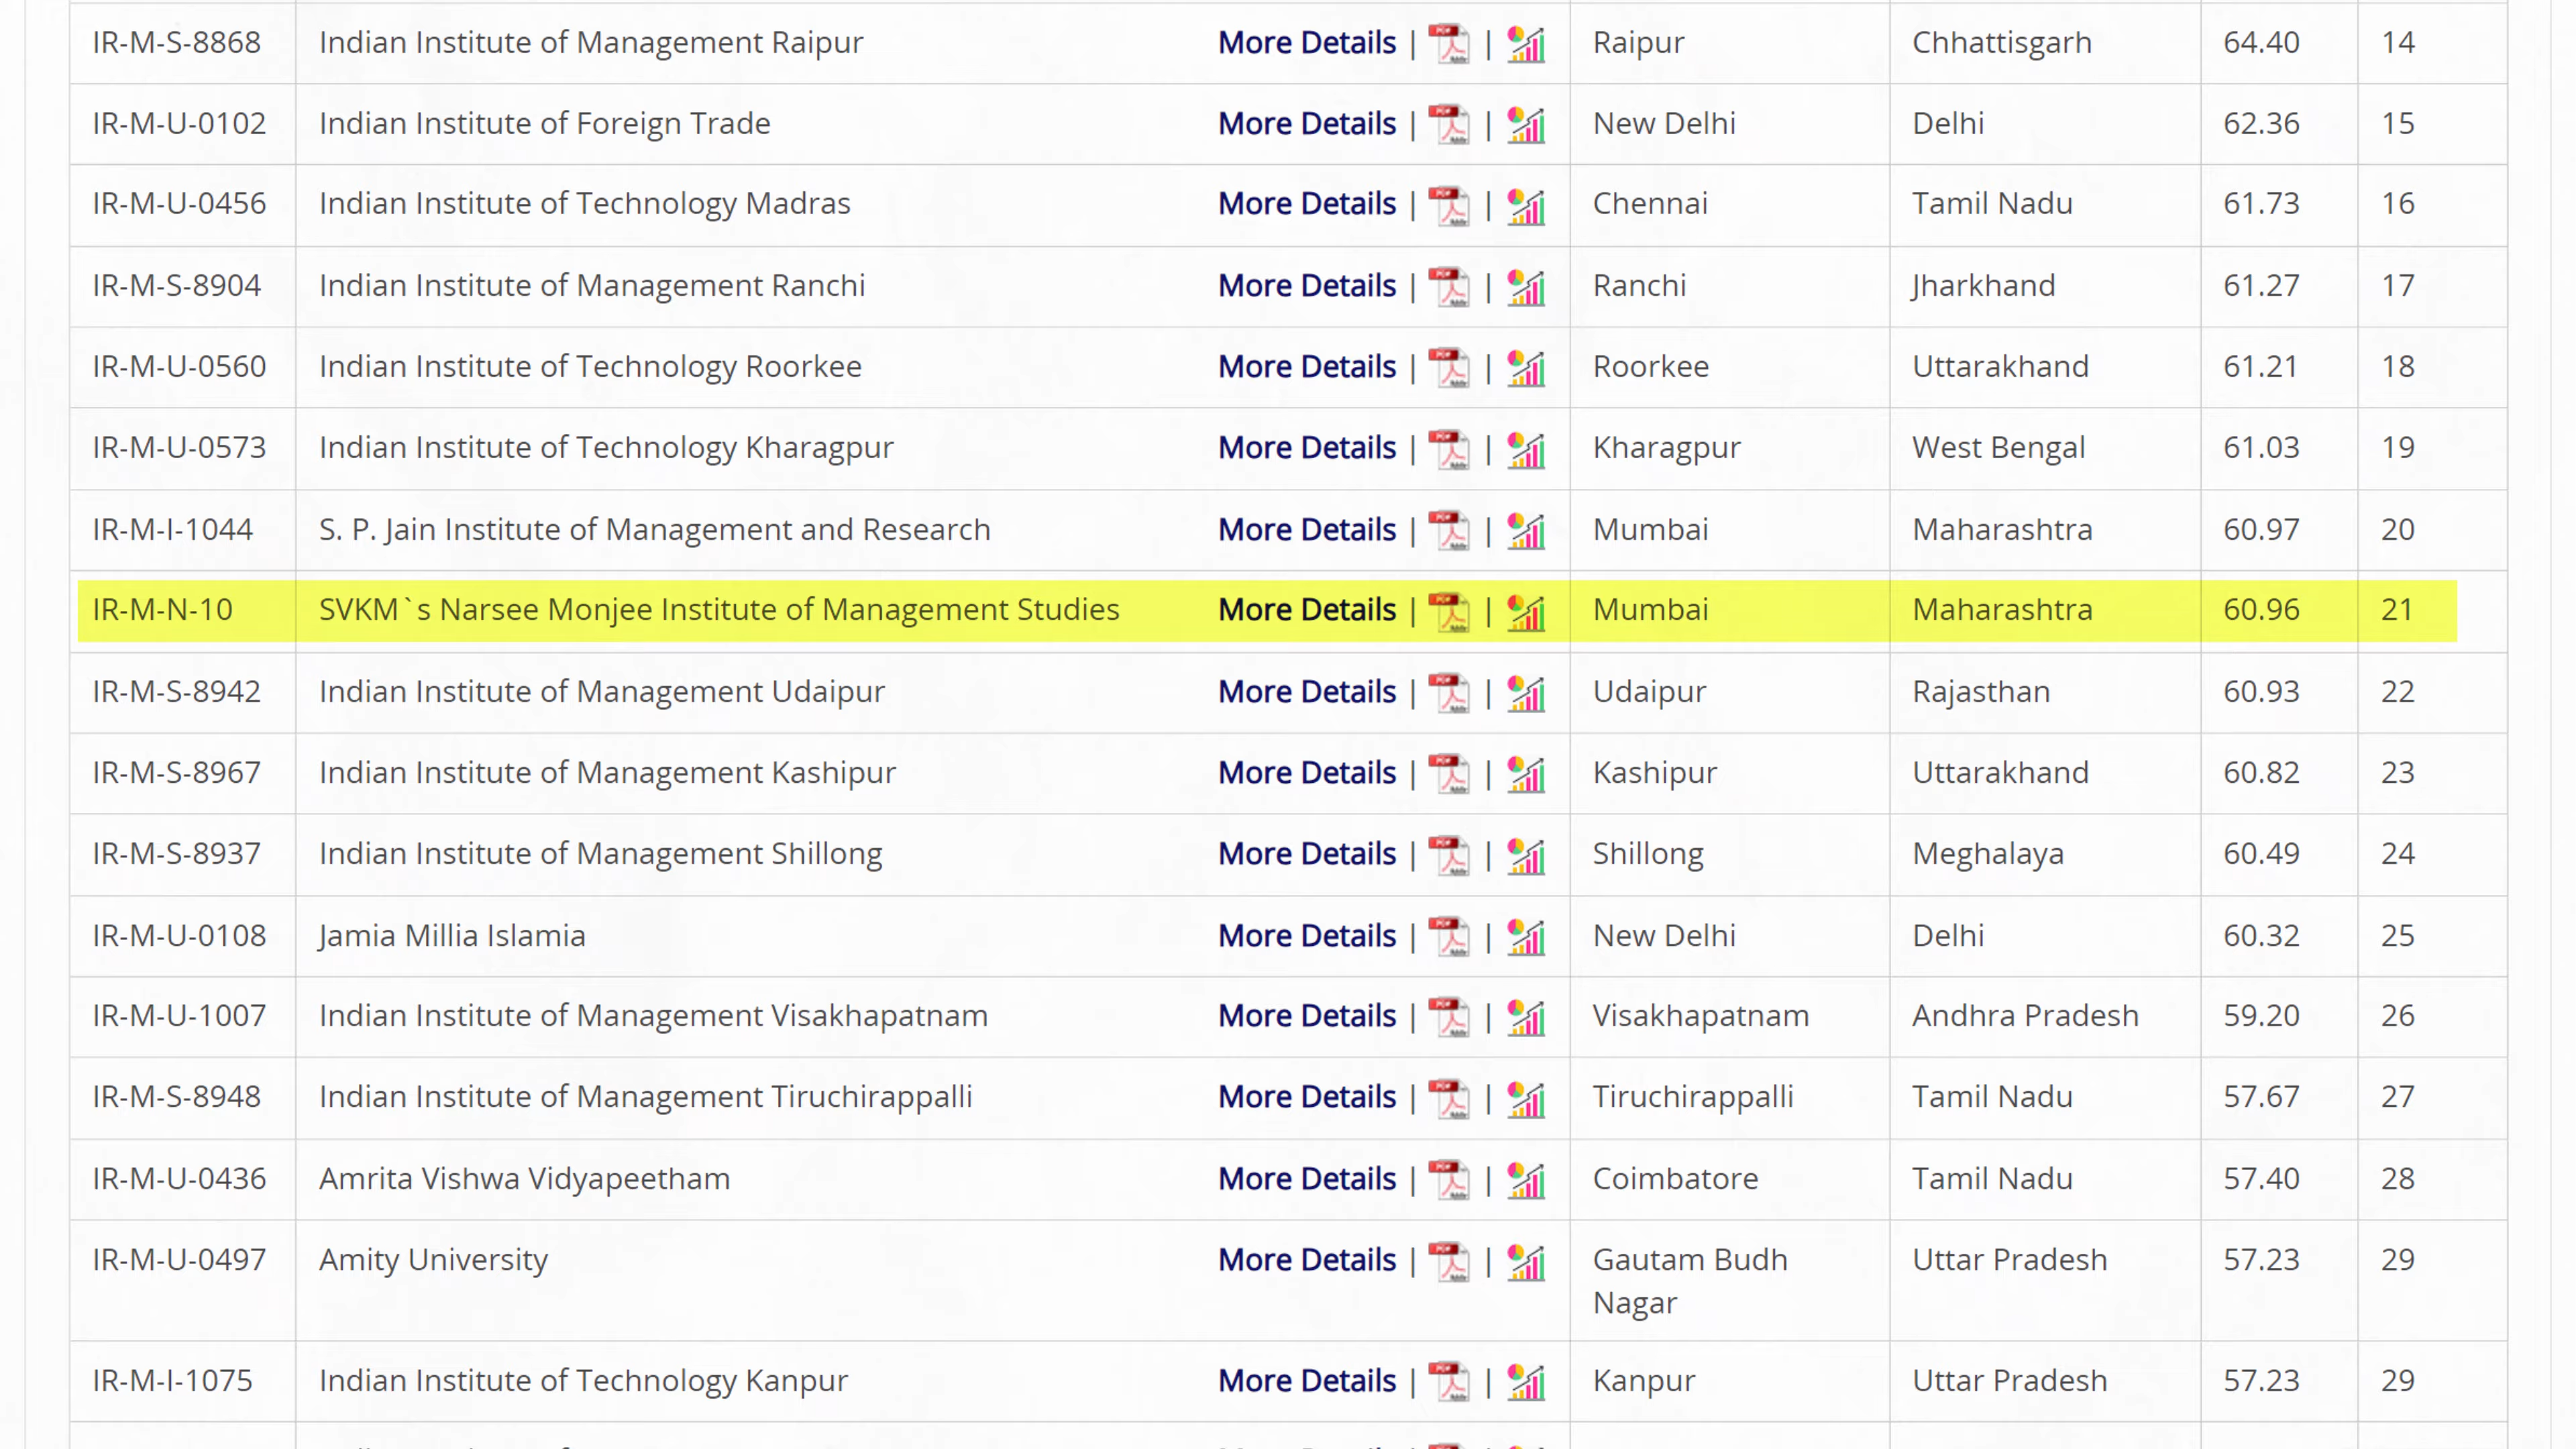 IR-M-S-8868 Indian Institute of Management Raipur More Details | | Raipur Chhattisgarh 64.40 14
IR-M-U-0102 Indian Institute of Foreign Trade More Details | | New Delhi Delhi 62.36 15
IR-M-U-0456 Indian Institute of Technology Madras More Details | | Chennai Tamil Nadu 61.73 16
IR-M-S-8904 Indian Institute of Management Ranchi More Details | | Ranchi Jharkhand 61.27 17
IR-M-U-0560 Indian Institute of Technology Roorkee More Details | | Roorkee Uttarakhand 61.21 18
IR-M-U-0573 Indian Institute of Technology Kharagpur More Details | | Kharagpur West Bengal 61.03 19
IR-M-I-1044 S. P. Jain Institute of Management and Research More Details | | Mumbai Maharashtra 60.97 20
IR-M-N-10 SVKM`s Narsee Monjee Institute of Management Studies More Details | | Mumbai Maharashtra 60.96 21
IR-M-S-8942 Indian Institute of Management Udaipur More Details | | Udaipur Rajasthan 60.93 22
IR-M-S-8967 Indian Institute of Management Kashipur More Details | | Kashipur Uttarakhand 60.82 23
IR-M-S-8937 Indian Institute of Management Shillong More Details | | Shillong Meghalaya 60.49 24
IR-M-U-0108 Jamia Millia Islamia More Details | | New Delhi Delhi 60.32 25
IR-M-U-1007 Indian Institute of Management Visakhapatnam More Details | | Visakhapatnam Andhra Pradesh 59.20 26
IR-M-S-8948 Indian Institute of Management Tiruchirappalli More Details | | Tiruchirappalli Tamil Nadu 57.67 27
IR-M-U-0436 Amrita Vishwa Vidyapeetham More Details | | Coimbatore Tamil Nadu 57.40 28
IR-M-U-0497 Amity University More Details | | Gautam Budh Uttar Pradesh 57.23 29
Nagar
IR-M-I-1075 Indian Institute of Technology Kanpur More Details | | Kanpur Uttar Pradesh 57.23 29